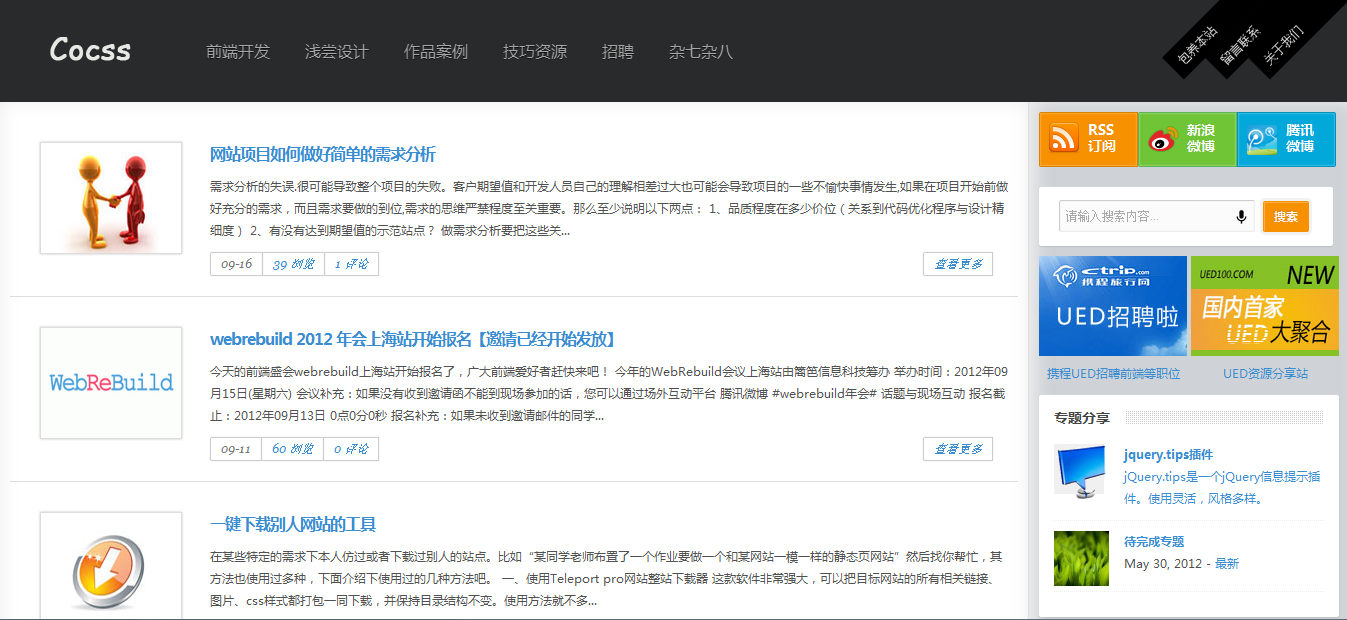 Cocss
前端开发 浅尝设计 作品案例 技巧资源 招聘 杂七杂八
包养本站
留言联系
关于我们
网站项目如何做好简单的需求分析
需求分析的失误.很可能导致整个项目的失败。客户期望值和开发人员自己的理解相差过大也可能会导致项目的一些不愉快事情发生,如果在项目开始前做
好充分的需求，而且需求要做的到位,需求的思维严禁程度至关重要。那么至少说明以下两点： 1、品质程度在多少价位（关系到代码优化程序与设计精
细度） 2、有没有达到期望值的示范站点？ 做需求分析要把这些关...
09-16 39 浏览 1 评论 查看更多
WebReBuild
webrebuild 2012 年会上海站开始报名【邀请已经开始发放】
今天的前端盛会webrebuild上海站开始报名了，广大前端爱好者赶快来吧！ 今年的WebRebuild会议上海站由篱笆信息科技筹办 举办时间：2012年09
月15日(星期六) 会议补充：如果没有收到邀请函不能到现场参加的话，您可以通过场外互动平台 腾讯微博 #webrebuild年会# 话题与现场互动 报名截
止：2012年09月13日 0点0分0秒 报名补充：如果未收到邀请邮件的同学...
09-11 60 浏览 0 评论 查看更多
一键下载别人网站的工具
在某些特定的需求下本人仿过或者下载过别人的站点。比如“某同学老师布置了一个作业要做一个和某网站一模一样的静态页网站”然后找你帮忙，其
方法也使用过多种，下面介绍下使用过的几种方法吧。 一、使用Teleport pro网站整站下载器 这款软件非常强大，可以把目标网站的所有相关链接、
图片、css样式都打包一同下载，并保持目录结构不变。使用方法就不多...
RSS
订阅
新浪
微博
腾讯
微博
请输入搜索内容... 搜索
ctrip.com
携程旅行网
UED招聘啦
UED100.COM NEW
国内首家
UED大聚合
携程UED招聘前端等职位 UED资源分享站
专题分享
jquery.tips插件
jQuery.tips是一个jQuery信息提示插
件。使用灵活，风格多样。
待完成专题
May 30, 2012 - 最新